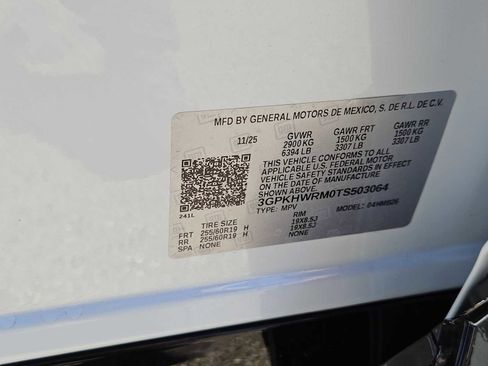 MFD BY GENERAL MOTORS DE MEXICO, S. DE R.L. DE C.V.
11/25 GVWR GAWR FRT GAWR RR
2900 KG 1500 KG 1500 KG
6394 LB 3307 LB 3307 LB
THIS VEHICLE CONFORMS TO ALL APPLICABLE
U.S. FEDERAL MOTOR VEHICLE
SAFETY STANDARDS IN EFFECT ON THE DATE OF MANUFACTURE
SHOWN ABOVE.
3GPKHWRM0TS503064
TYPE: MPV MODEL:
241L
TIRE SIZE RIM
FRT 255/60R19 H 19X8.5J
RR 255/60R19 H 19X8.5J
SPA NONE NONE